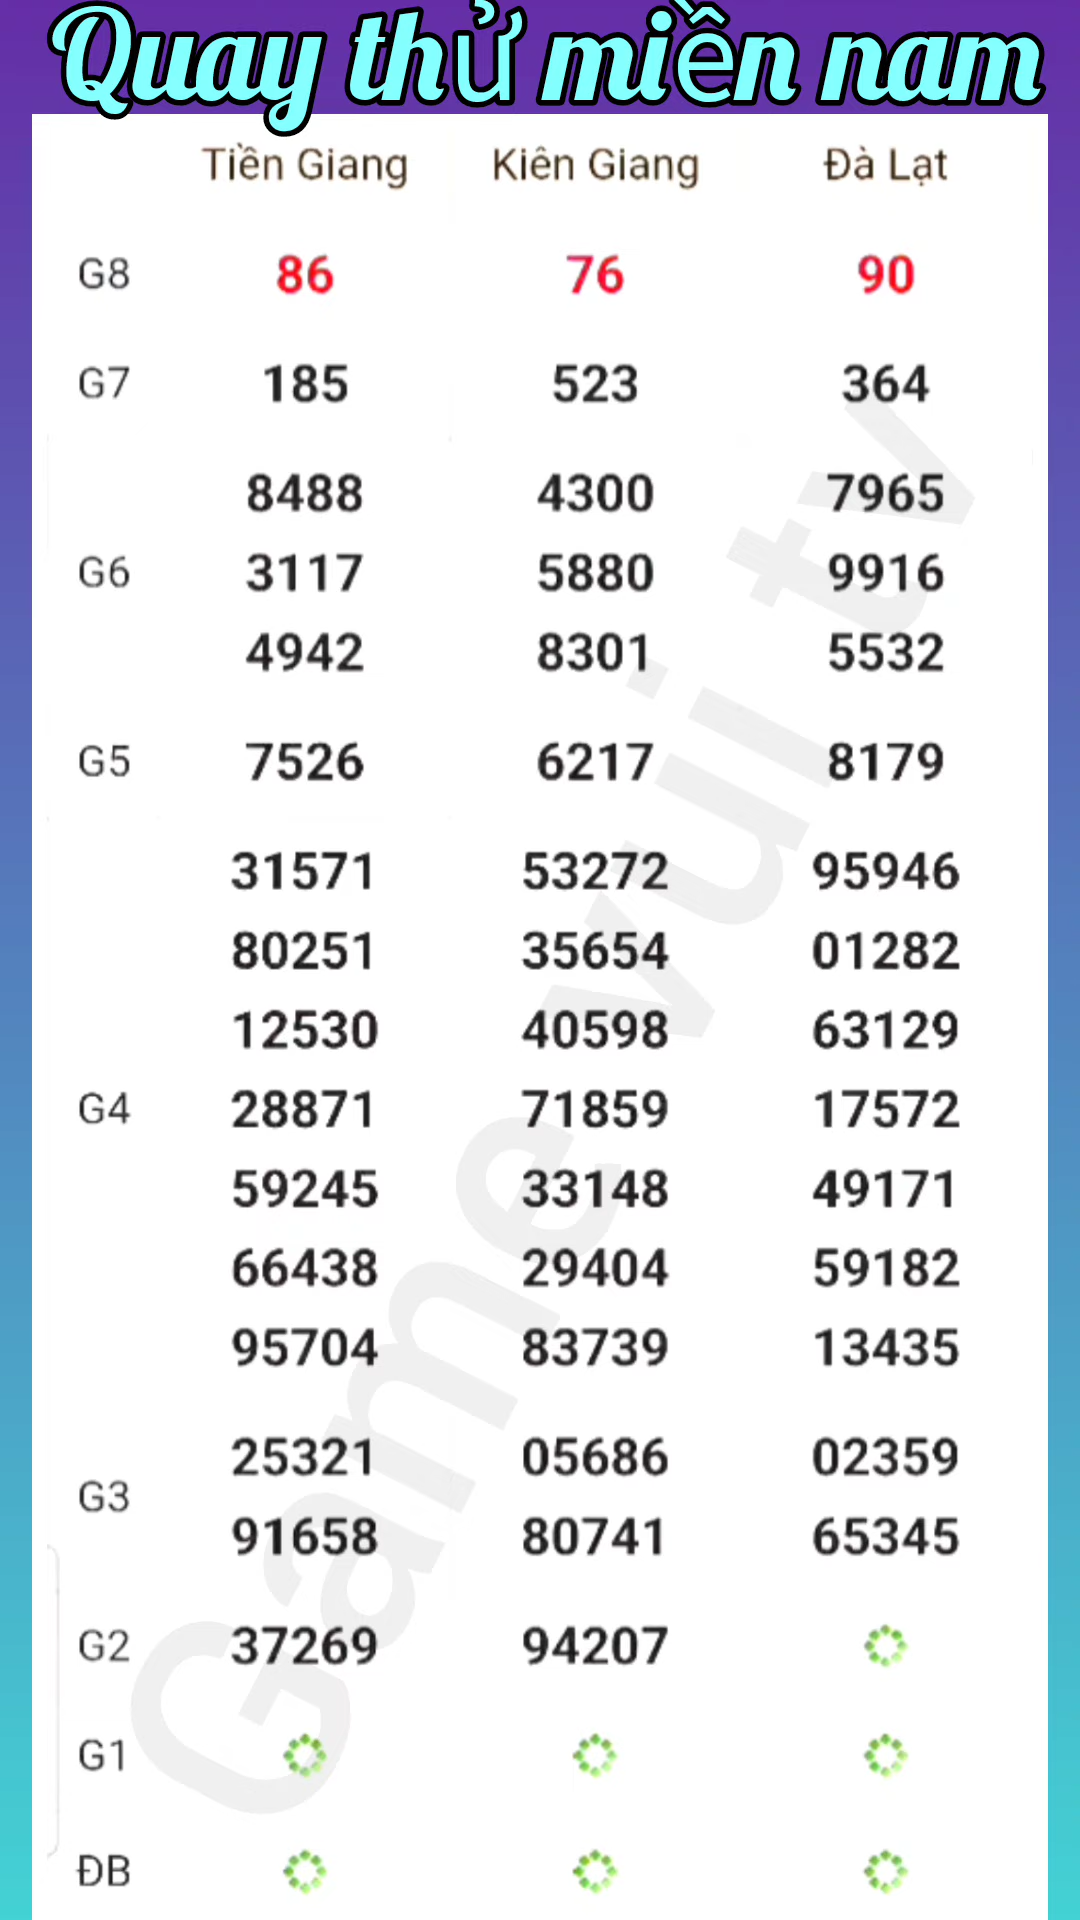 Quay thử miền nam
Tiền Giang Kiên Giang Đà Lạt
G8 86 76 90
G7 185 523 364
8488 4300 7965
G6 3117 5880 9916
4942 8301 5532
G5 7526 6217 8179
31571 53272 95946
80251 35654 01282
12530 40598 63129
G4 28871 71859 17572
59245 33148 49171
66438 29404 59182
95704 83739 13435
25321 05686 02359
G3
91658 80741 65345
G2 37269 94207
G1
ĐB
Game vui tv